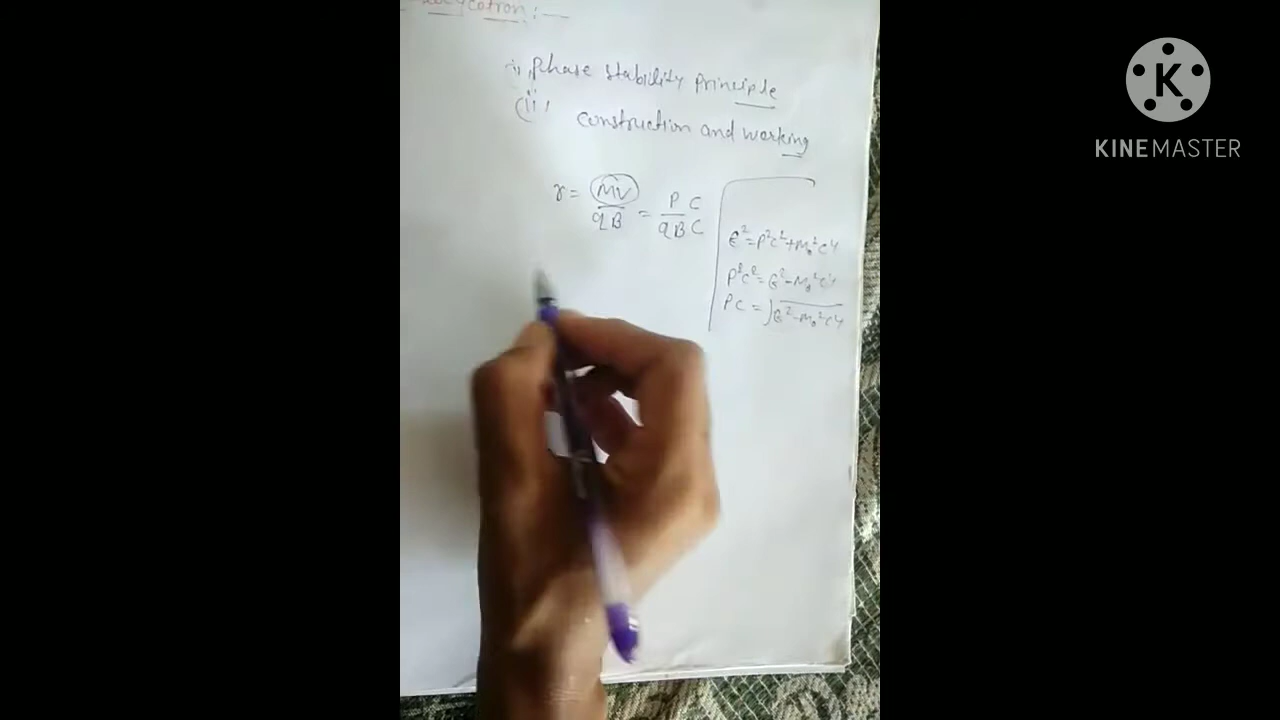 i) Phase stability principle
(ii)
construction and working
r = MV/qB = PC/qBC
E² = P²C² + M₀²C⁴
P²C² = E² - M₀²C⁴
PC = √E² - M₀²C⁴
K
KINEMASTER